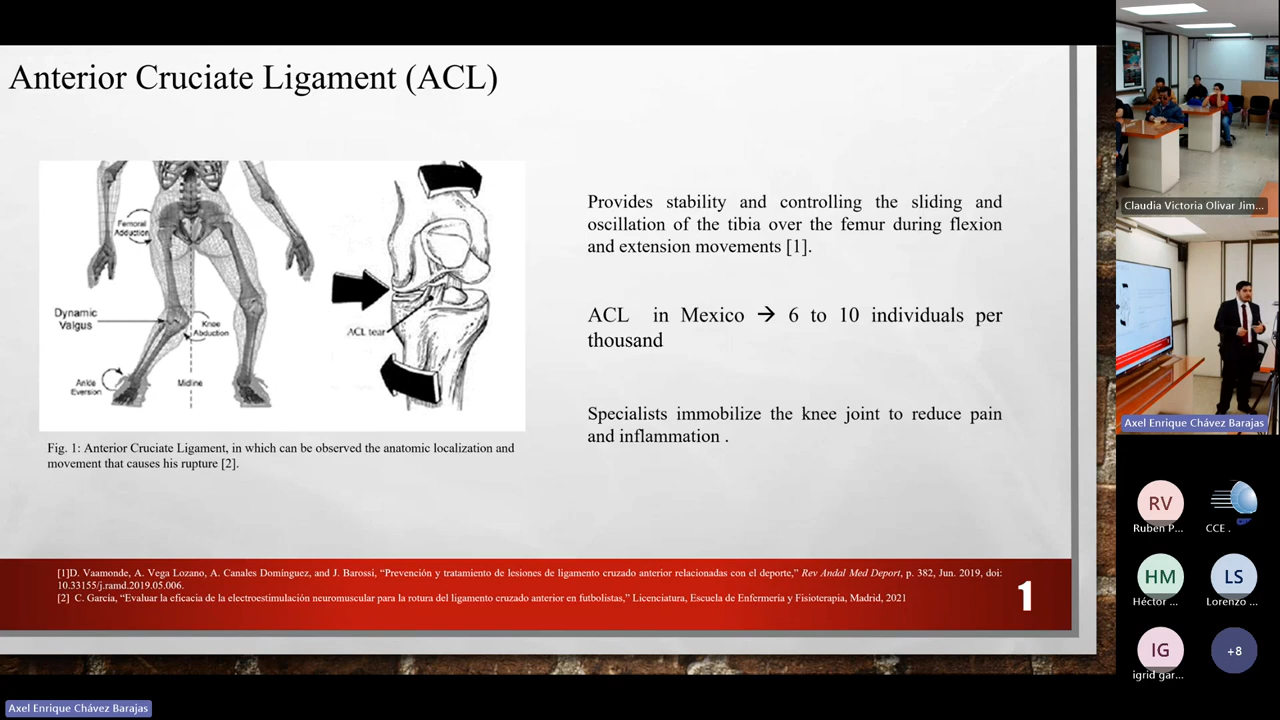 Anterior Cruciate Ligament (ACL)
Femoral
Adduction
Dynamic
Valgus
Knee
Abduction
Ankle
Eversion
Midline
ACL tear
Fig. 1: Anterior Cruciate Ligament, in which can be observed the anatomic localization and
movement that causes his rupture [2].
Provides stability and controlling the sliding and
oscillation of the tibia over the femur during flexion
and extension movements [1].
ACL in Mexico → 6 to 10 individuals per
thousand
Specialists immobilize the knee joint to reduce pain
and inflammation .
[1]D. Vaamonde, A. Vega Lozano, A. Canales Domínguez, and J. Barossi, “Prevención y tratamiento de lesiones de ligamento cruzado anterior relacionadas con el deporte,” Rev Andal Med Deport, p. 382, Jun. 2019, doi:
10.33155/j.ramd.2019.05.006.
[2] C. García, “Evaluar la eficacia de la electroestimulación neuromuscular para la rotura del ligamento cruzado anterior en futbolistas,” Licenciatura, Escuela de Enfermeria y Fisioterapia, Madrid, 2021
1
Claudia Victoria Olivar Jim...
Axel Enrique Chávez Barajas
RV
Ruben P...
CCE .
HM
Héctor ...
LS
Lorenzo ...
IG
igrid gar...
+8
Axel Enrique Chávez Barajas